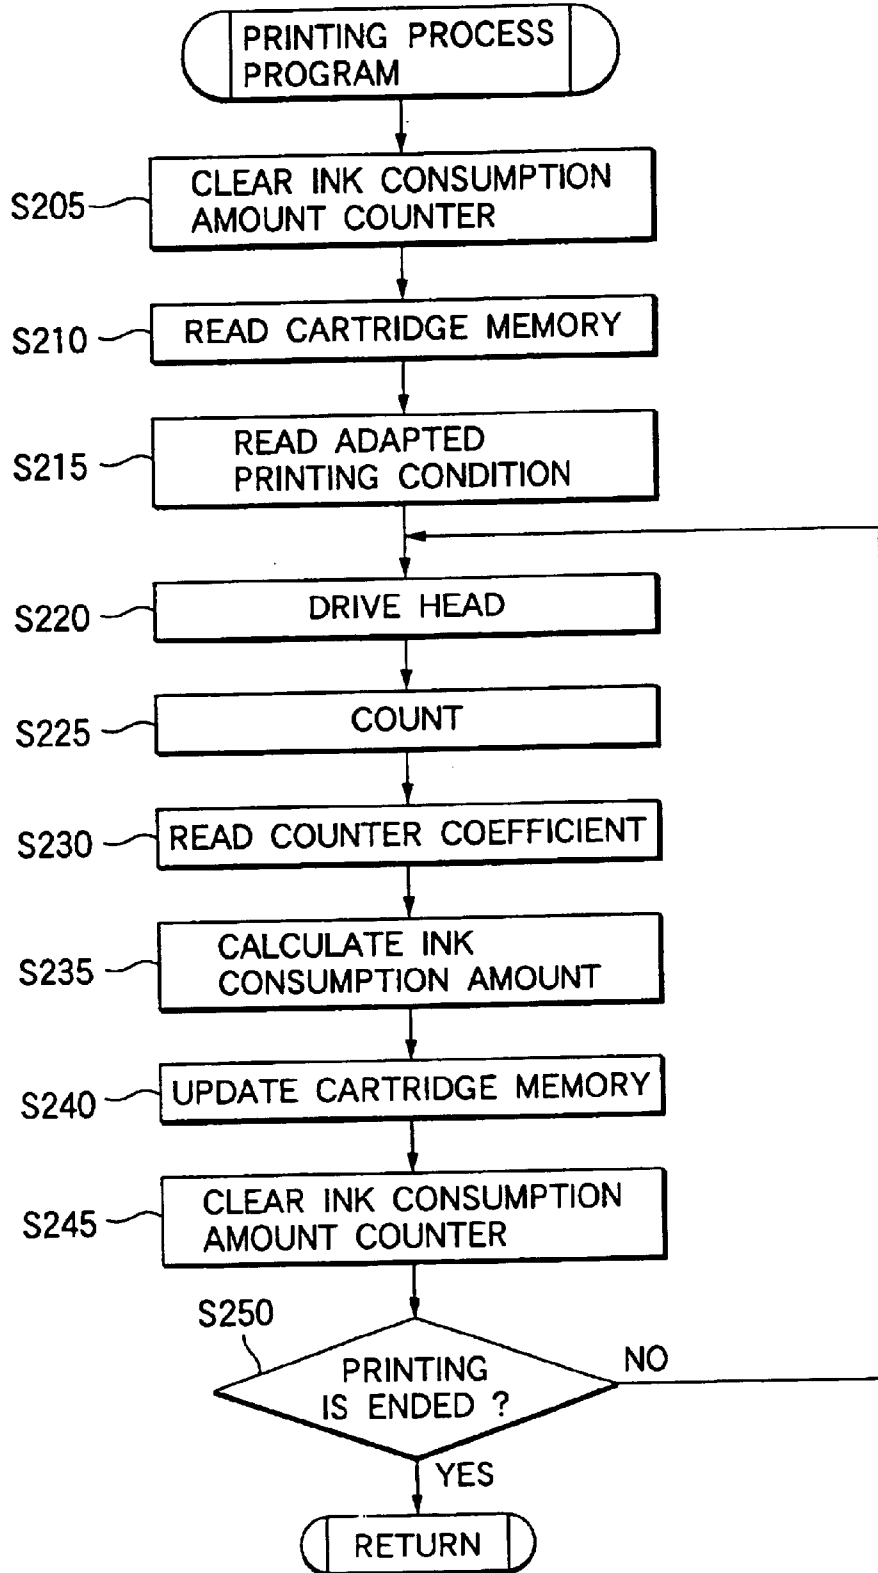 PRINTING PROCESS
PROGRAM
S205
CLEAR INK CONSUMPTION
AMOUNT COUNTER
S210
READ CARTRIDGE MEMORY
S215
READ ADAPTED
PRINTING CONDITION
S220
DRIVE HEAD
S225
COUNT
S230
READ COUNTER COEFFICIENT
S235
CALCULATE INK
CONSUMPTION AMOUNT
S240
UPDATE CARTRIDGE MEMORY
S245
CLEAR INK CONSUMPTION
AMOUNT COUNTER
S250
PRINTING
IS ENDED ?
NO
YES
RETURN